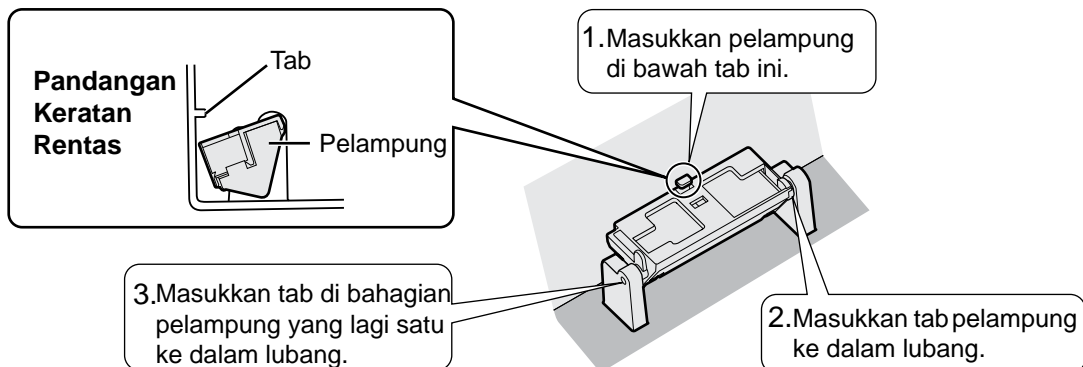 Pandangan
Keratan
Rentas
Tab
Pelampung
1.Masukkan pelampung
di bawah tab ini.
2.Masukkan tab pelampung
ke dalam lubang.
3.Masukkan tab di bahagian
pelampung yang lagi satu
ke dalam lubang.